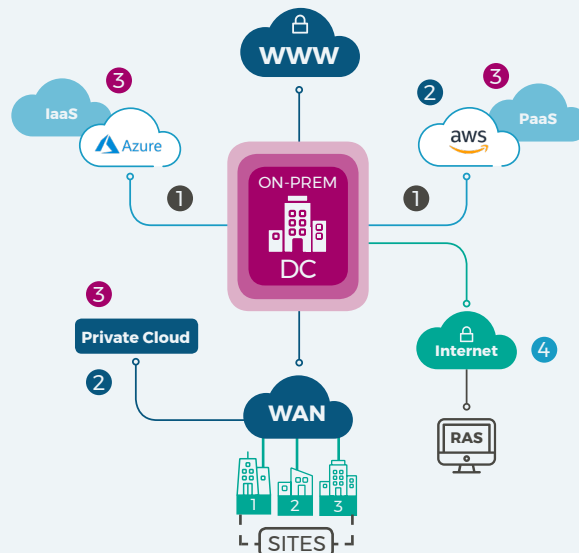 WWW
3
IaaS
Azure
2
3
aws
PaaS
1
ON-PREM
DC
1
3
Private Cloud
2
WAN
Internet
4
RAS
1
2
3
SITES